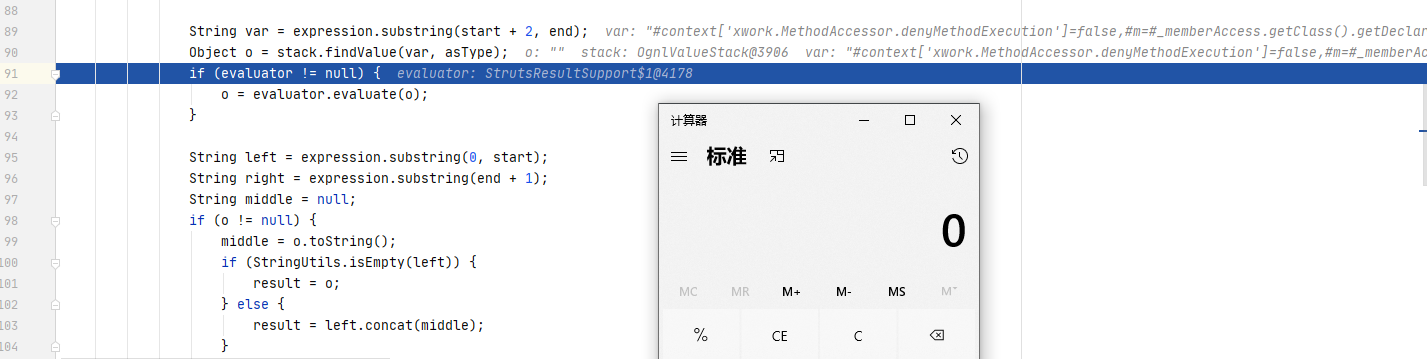 88
89 String var = expression.substring(start + 2, end); var: "#context['xwork.MethodAccessor.denyMethodExecution']=false,#m=#_memberAccess.getClass().getDeclar
90 Object o = stack.findValue(var, asType); o: "" stack: OgnlValueStack@3906 var: "#context['xwork.MethodAccessor.denyMethodExecution']=false,#m=#_memberAccess.getClass(
91 if (evaluator != null) { evaluator: StrutsResultSupport$1@4178
92 o = evaluator.evaluate(o);
93 }
94
95 String left = expression.substring(0, start);
96 String right = expression.substring(end + 1);
97 String middle = null;
98 if (o != null) {
99 middle = o.toString();
100 if (StringUtils.isEmpty(left)) {
101 result = o;
102 } else {
103 result = left.concat(middle);
104 }
计算器
标准
0
MC MR M+ M- MS M˅
% CE C